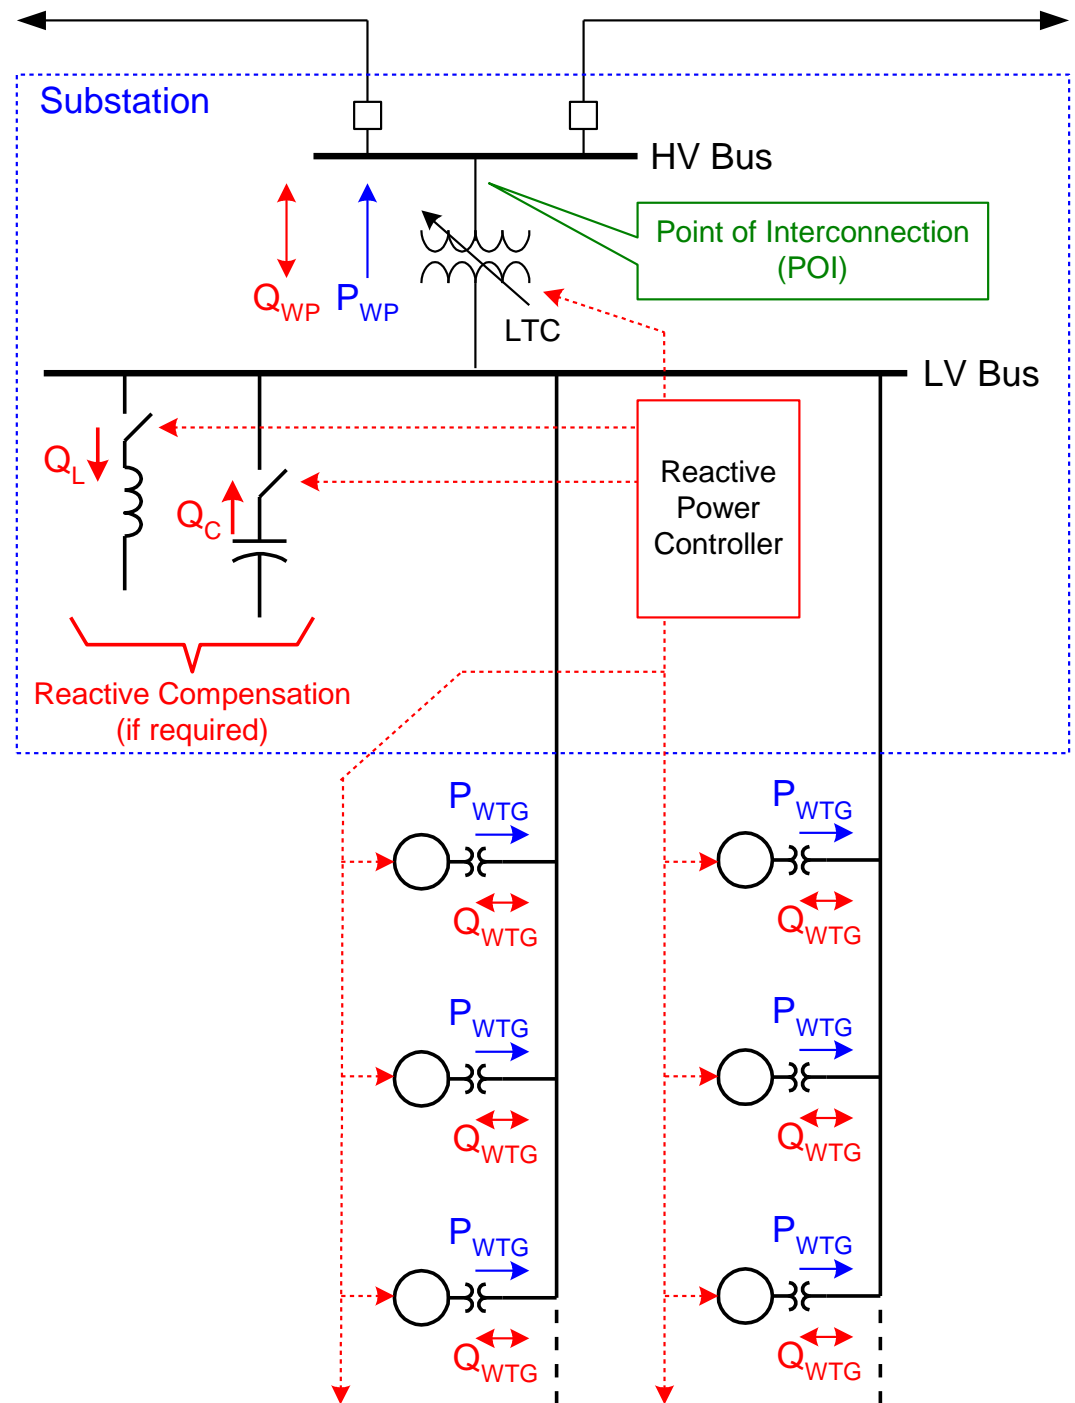 Substation
HV Bus
Point of Interconnection
(POI)
QWP
PWP
LTC
LV Bus
QL
QC
Reactive
Power
Controller
Reactive Compensation
(if required)
PWTG
PWTG
QWTG
QWTG
PWTG
PWTG
QWTG
QWTG
PWTG
PWTG
QWTG
QWTG